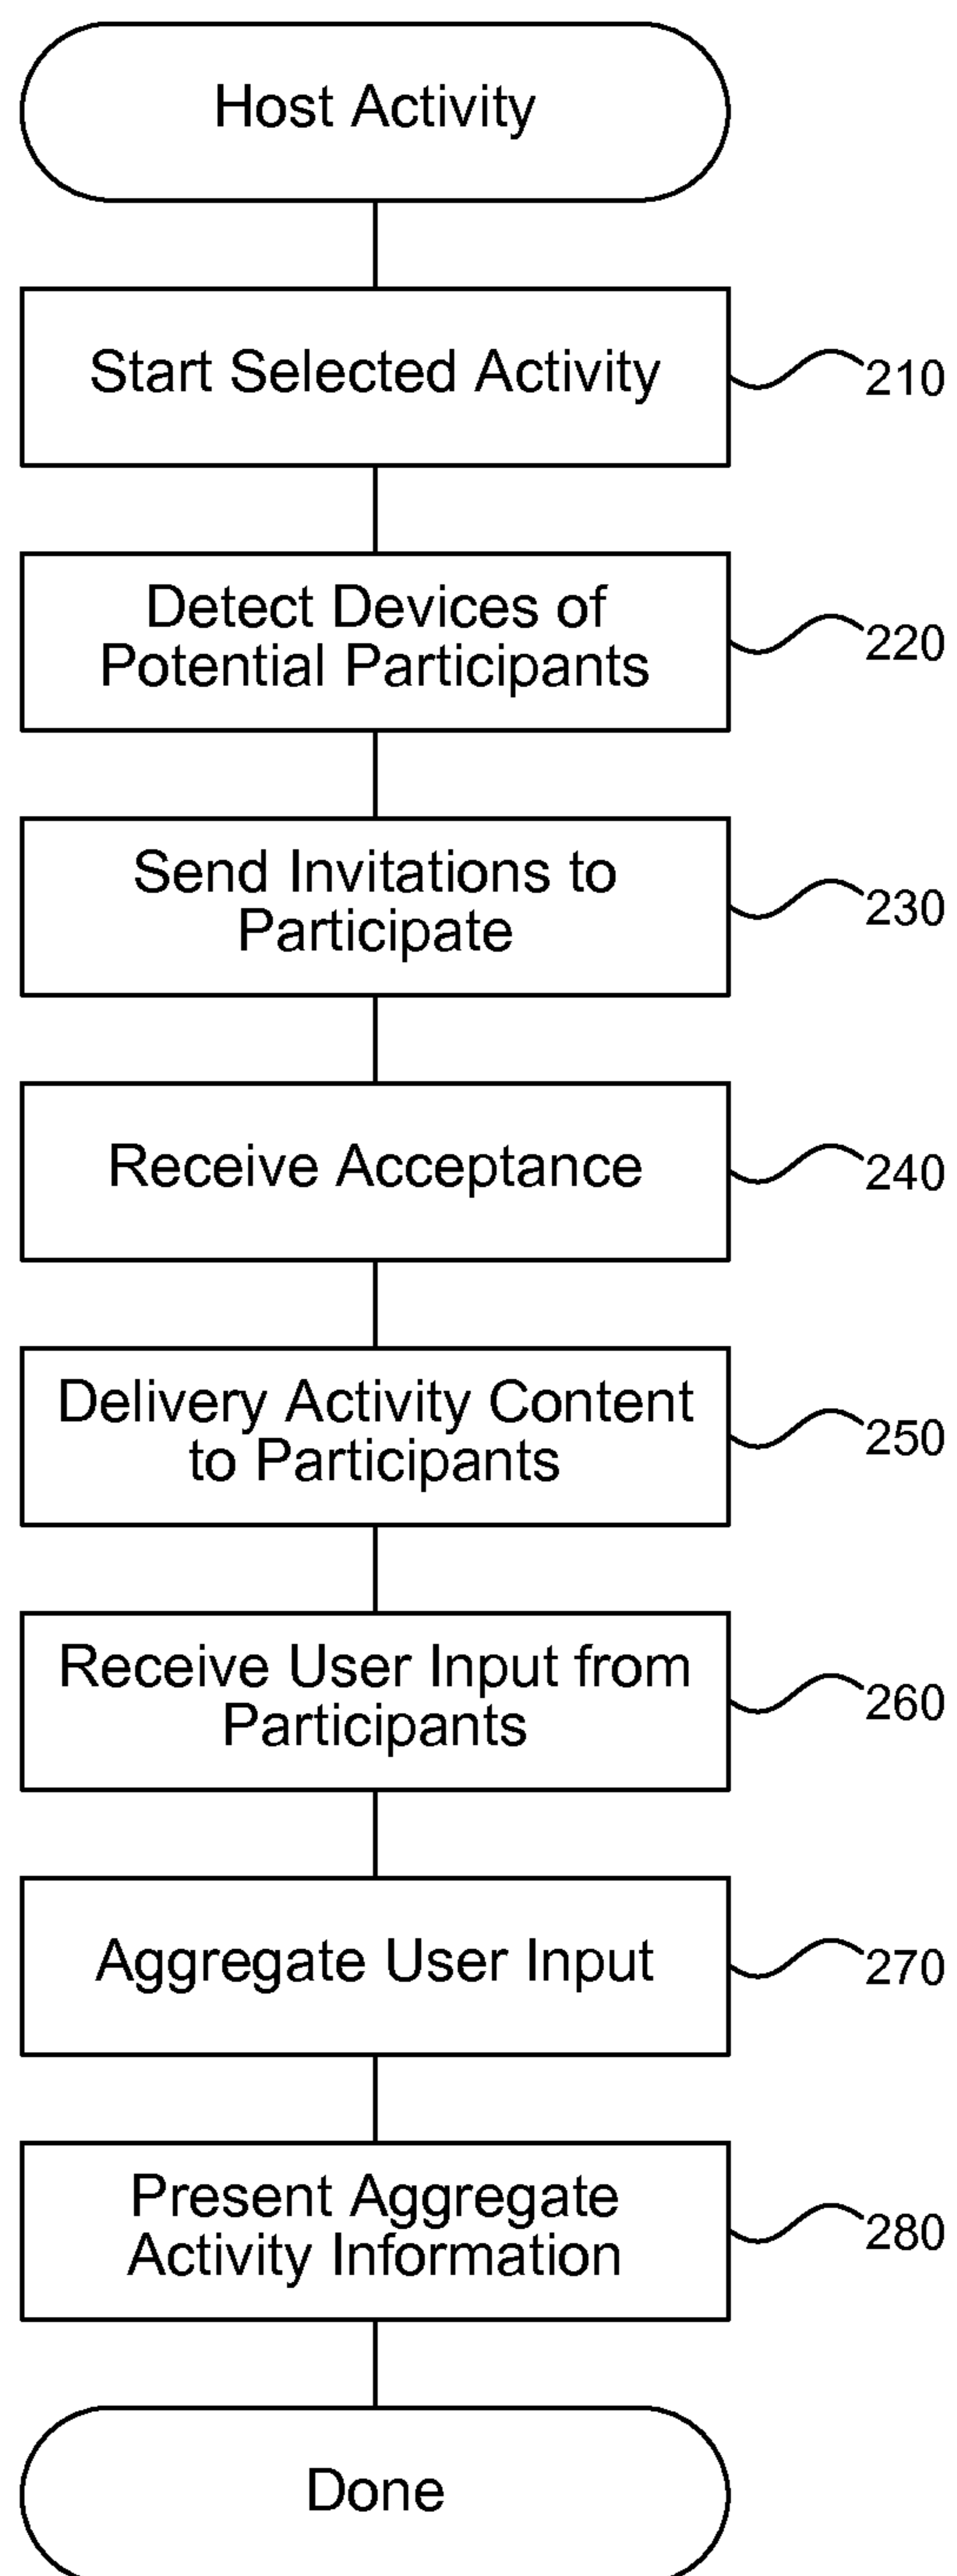 Host Activity
Start Selected Activity
210
Detect Devices of
Potential Participants
220
Send Invitations to
Participate
230
Receive Acceptance
240
Delivery Activity Content
to Participants
250
Receive User Input from
Participants
260
Aggregate User Input
270
Present Aggregate
Activity Information
280
Done